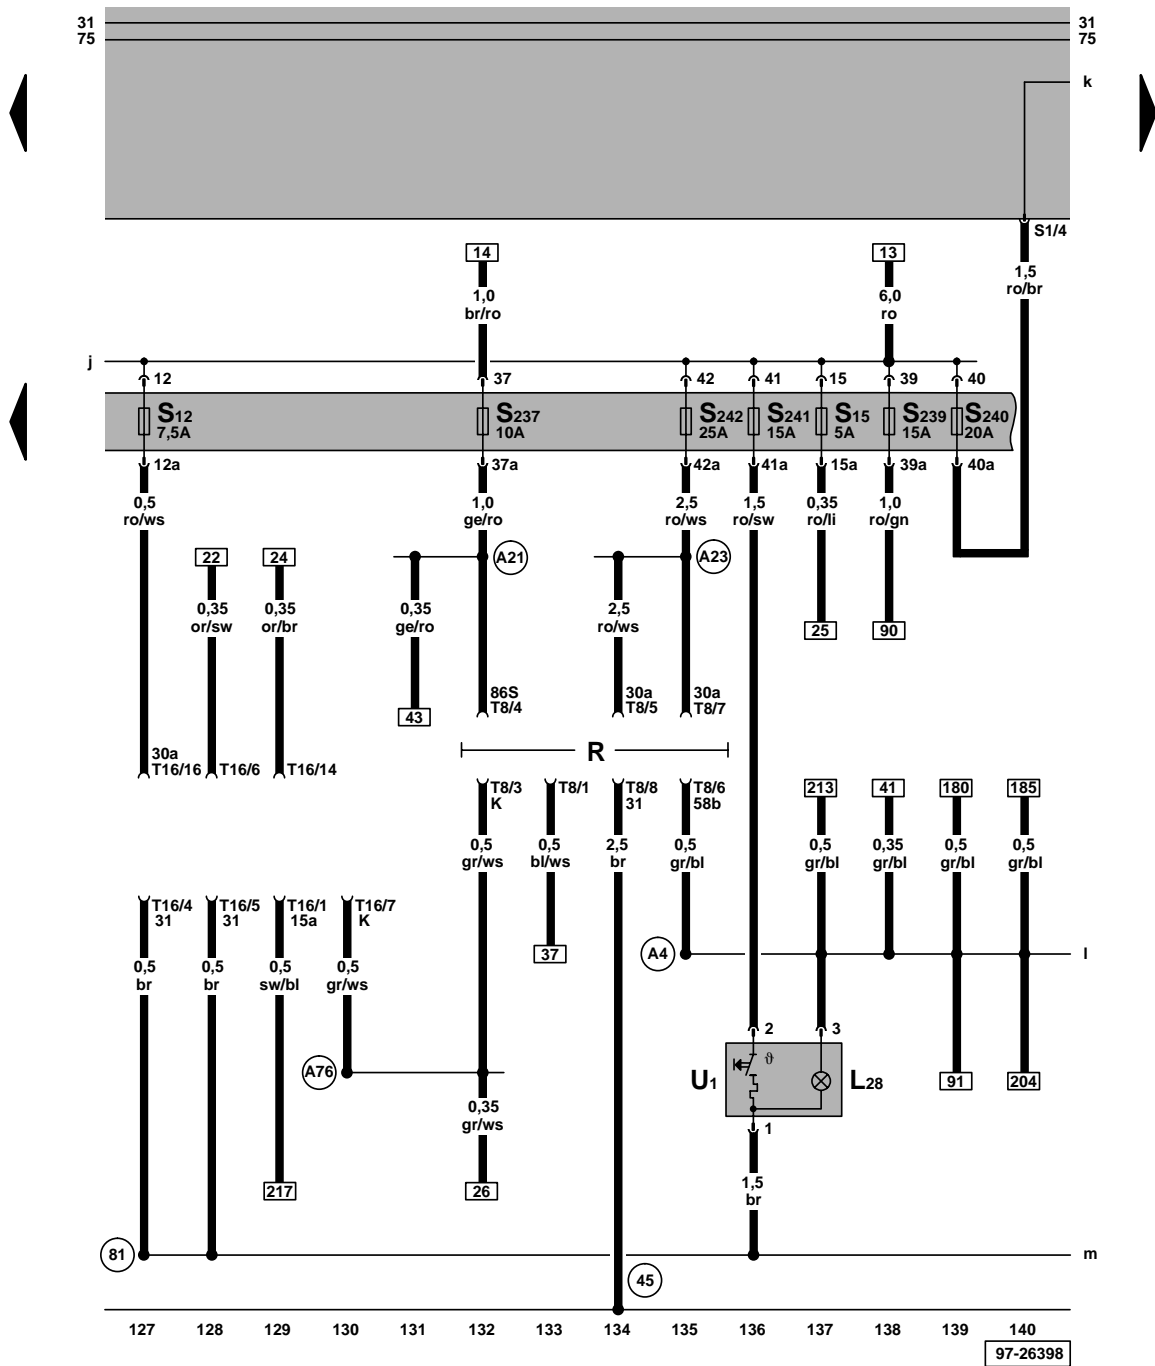 31 31
75 75
k
S1/4
14 13
1,0 6,0 1,5
br/ro ro ro/br
j
12 37 42 41 15 39 40
S12 S237 S242 S241 S15 S239 S240
7,5A 10A 25A 15A 5A 15A 20A
12a 37a 42a 41a 15a 39a 40a
0,5 1,0 2,5 1,5 0,35 1,0
ro/ws ge/ro ro/ws ro/sw ro/li ro/gn
22 24 A21 A23
0,35 0,35 0,35 2,5
or/sw or/br ge/ro ro/ws
25 90
86S 30a 30a
43 T8/4 T8/5 T8/7
R
30a
T16/16 T16/6 T16/14
T8/3 T8/1 T8/8 T8/6 213 41 180 185
K 31 58b
0,5 0,5 2,5 0,5 0,5 0,35 0,5 0,5
gr/ws bl/ws br gr/bl gr/bl gr/bl gr/bl gr/bl
T16/4 T16/5 T16/1 T16/7
31 31 15a K
37 A4 l
0,5 0,5 0,5 0,5
br br sw/bl gr/ws
2 3
A76 ϑ
U1 L28 91 204
0,35
gr/ws
1
217 26 1,5
br
81 m
45
127 128 129 130 131 132 133 134 135 136 137 138 139 140
97-26398